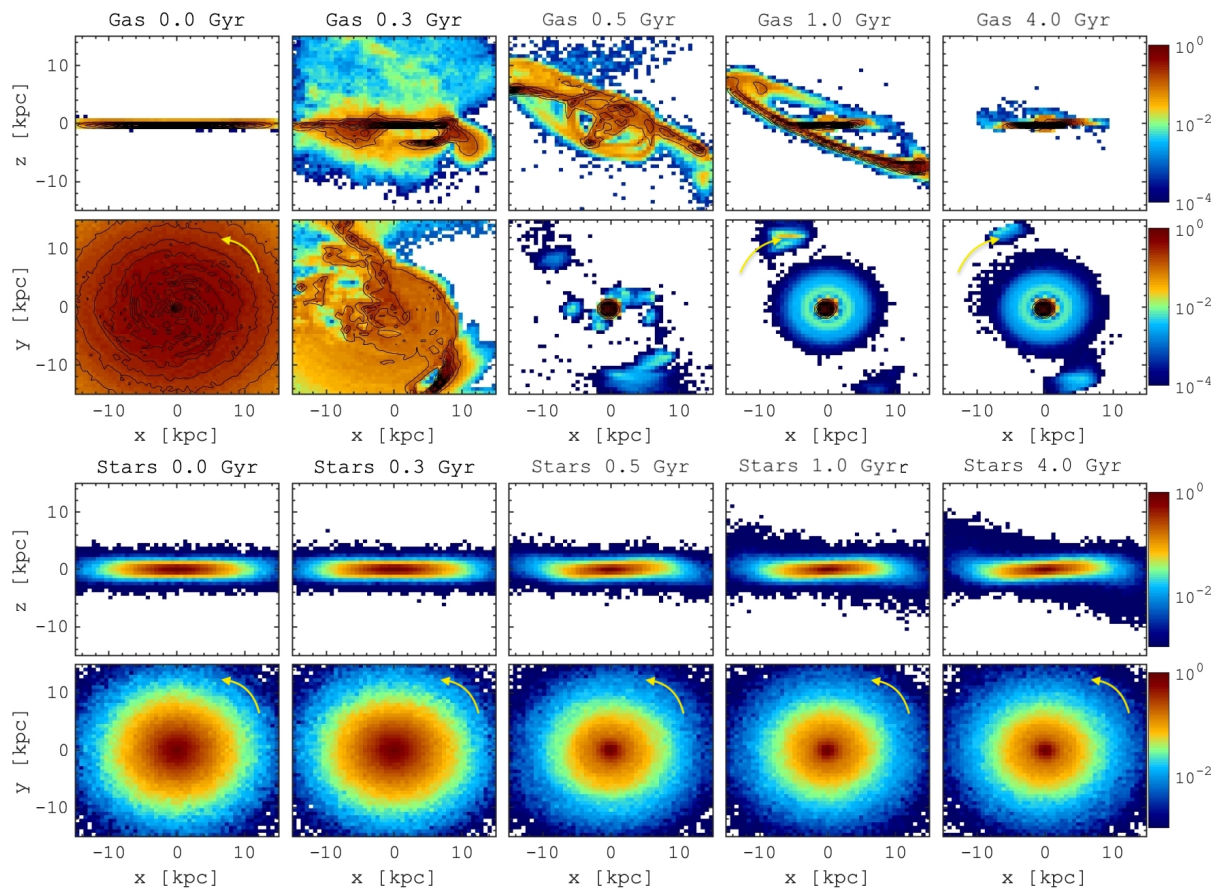 Gas 0.0 Gyr Gas 0.3 Gyr Gas 0.5 Gyr Gas 1.0 Gyr Gas 4.0 Gyr
10 0 -10
z [kpc]
10^0 10^-2 10^-4
10 0 -10
y [kpc]
10^0 10^-2 10^-4
-10 0 10 -10 0 10 -10 0 10 -10 0 10 -10 0 10
x [kpc] x [kpc] x [kpc] x [kpc] x [kpc]
Stars 0.0 Gyr Stars 0.3 Gyr Stars 0.5 Gyr Stars 1.0 Gyrr Stars 4.0 Gyr
10 0 -10
z [kpc]
10^0 10^-2
10 0 -10
y [kpc]
10^0 10^-2
-10 0 10 -10 0 10 -10 0 10 -10 0 10 -10 0 10
x [kpc] x [kpc] x [kpc] x [kpc] x [kpc]